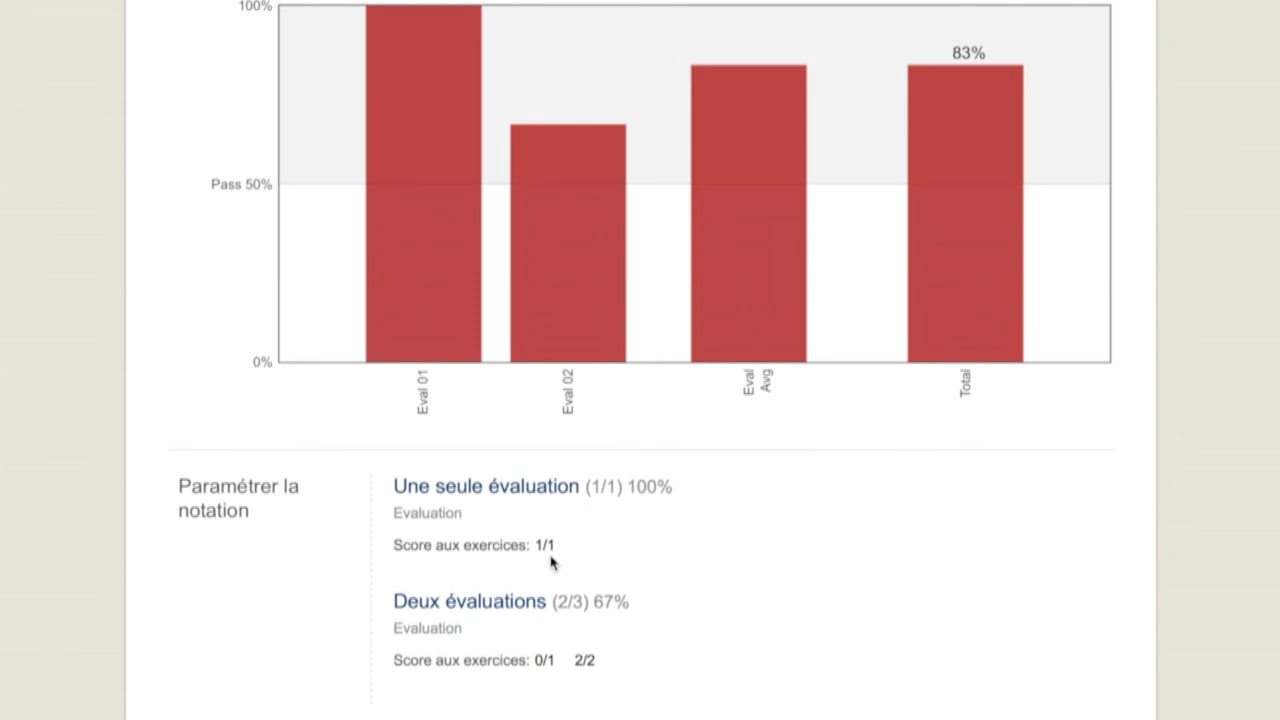 100%
83%
Pass 50%
0%
Eval 01
Eval 02
Eval
Avg
Total
Paramétrer la
notation
Une seule évaluation (1/1) 100%
Evaluation
Score aux exercices: 1/1
Deux évaluations (2/3) 67%
Evaluation
Score aux exercices: 0/1 2/2